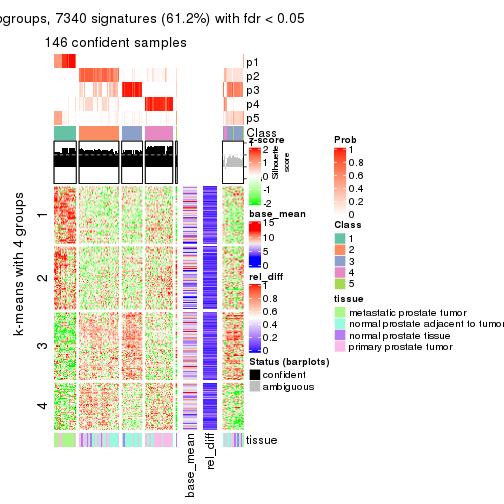 ogroups, 7340 signatures (61.2%) with fdr < 0.05
146 confident samples
p1
p2
p3
p4
p5
Class
z-score
2
1
0
-1
-2
Silhouette
score
base_mean
15
10
5
0
rel_diff
1
0.8
0.6
0.4
0.2
0
Status (barplots)
confident
ambiguous
Prob
1
0.8
0.6
0.4
0.2
0
Class
1
2
3
4
5
tissue
metastatic prostate tumor
normal prostate adjacent to tumor
normal prostate tissue
primary prostate tumor
k-means with 4 groups
1
2
3
4
base_mean
rel_diff
tissue